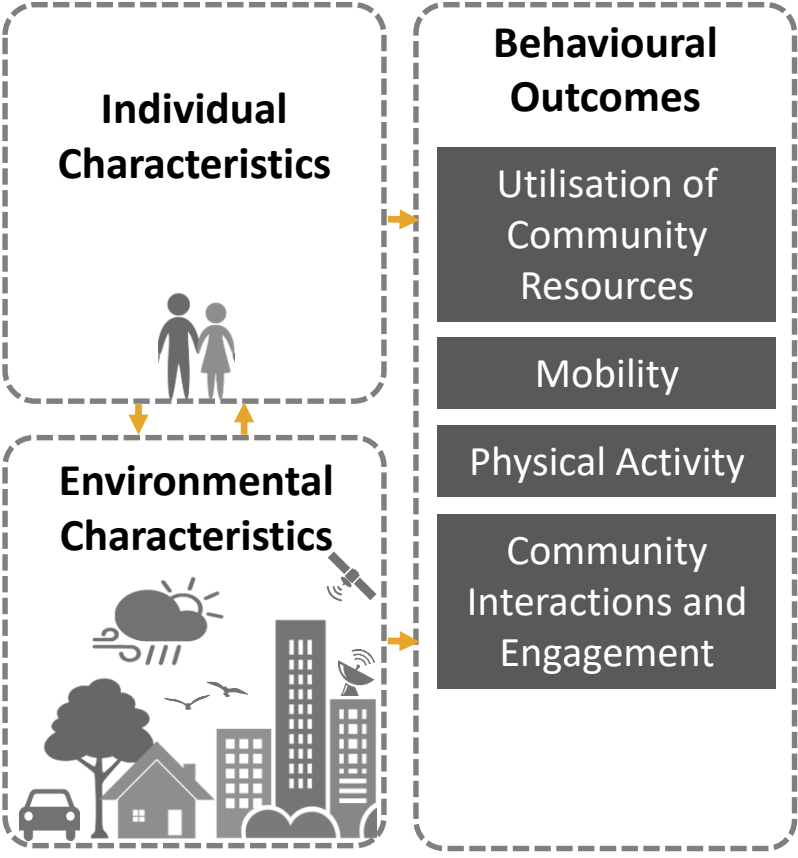 Individual
Characteristics
Environmental
Characteristics
Behavioural
Outcomes
Utilisation of
Community
Resources
Mobility
Physical Activity
Community
Interactions and
Engagement